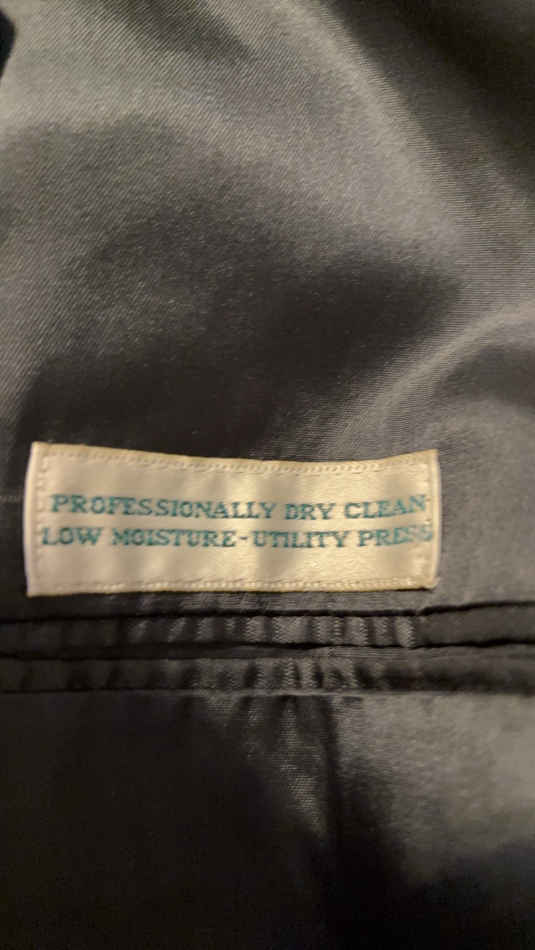 PROFESSIONALLY DRY CLEAN
LOW MOISTURE-UTILITY PRESS